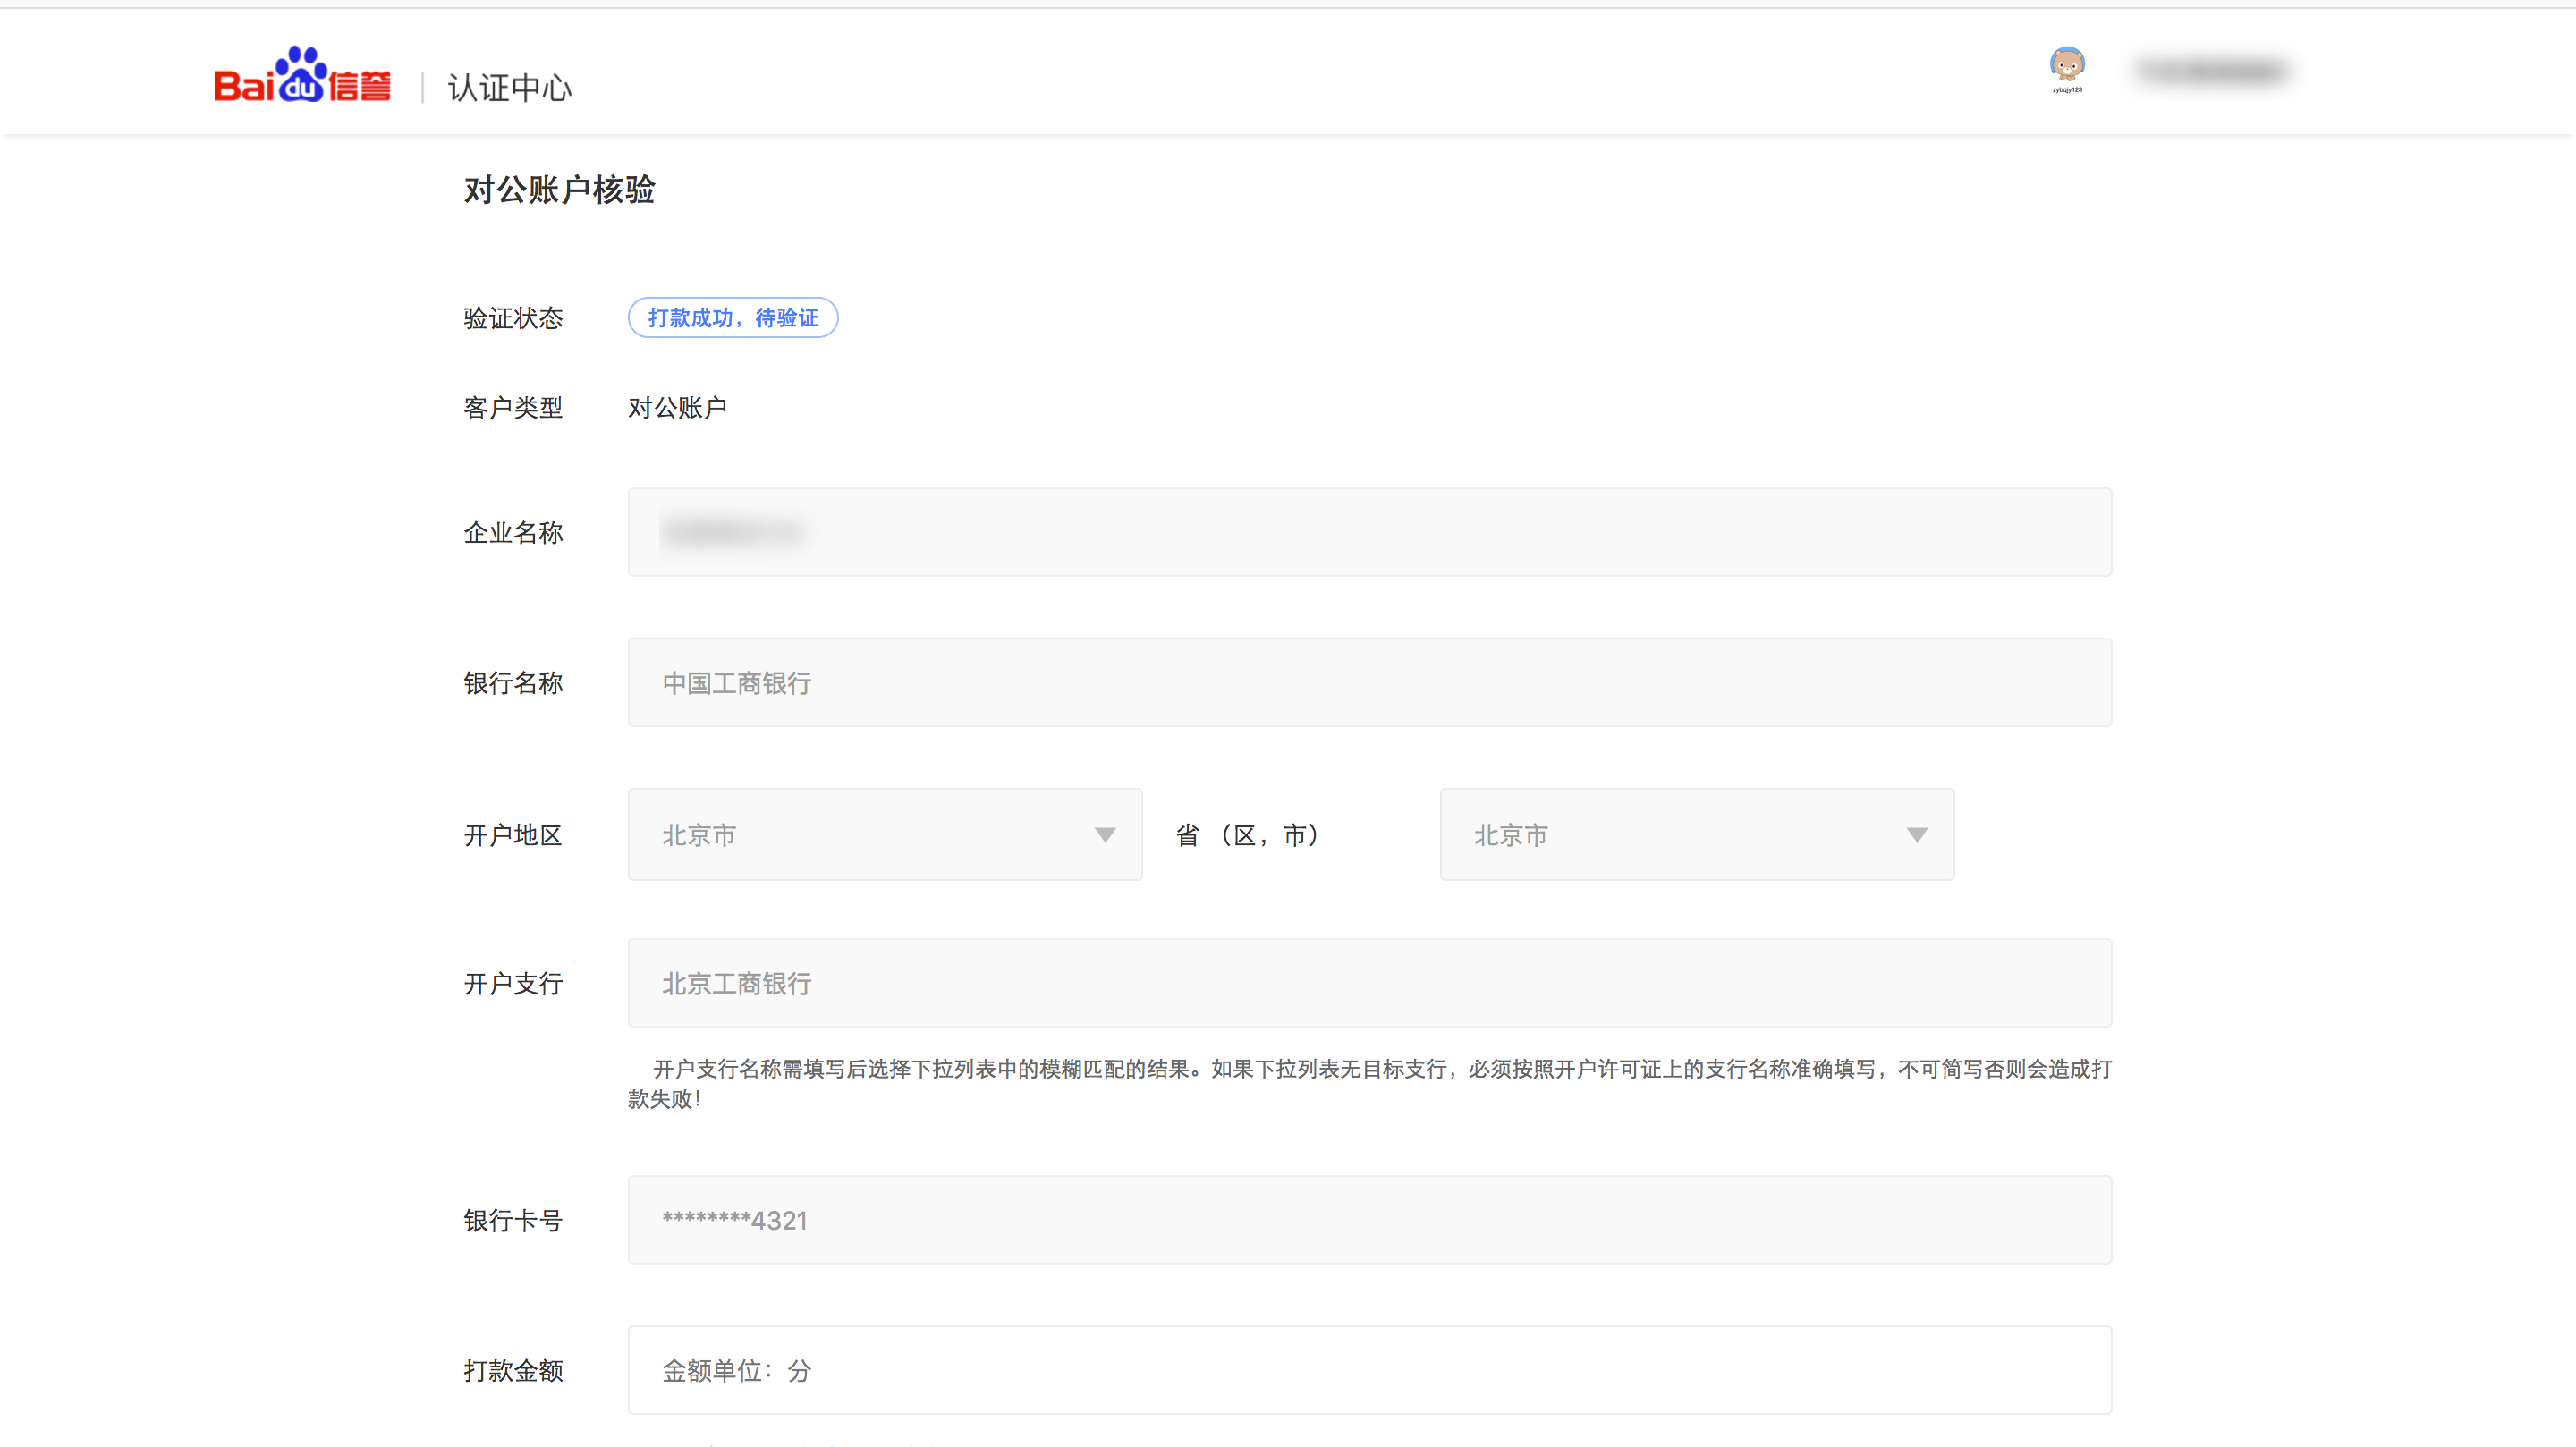 Baidu信誉 | 认证中心
zybqjy123
对公账户核验
验证状态 打款成功，待验证
客户类型 对公账户
企业名称
银行名称 中国工商银行
开户地区 北京市 省（区，市） 北京市
开户支行 北京工商银行
开户支行名称需填写后选择下拉列表中的模糊匹配的结果。如果下拉列表无目标支行，必须按照开户许可证上的支行名称准确填写，不可简写否则会造成打
款失败！
银行卡号 ********4321
打款金额 金额单位：分